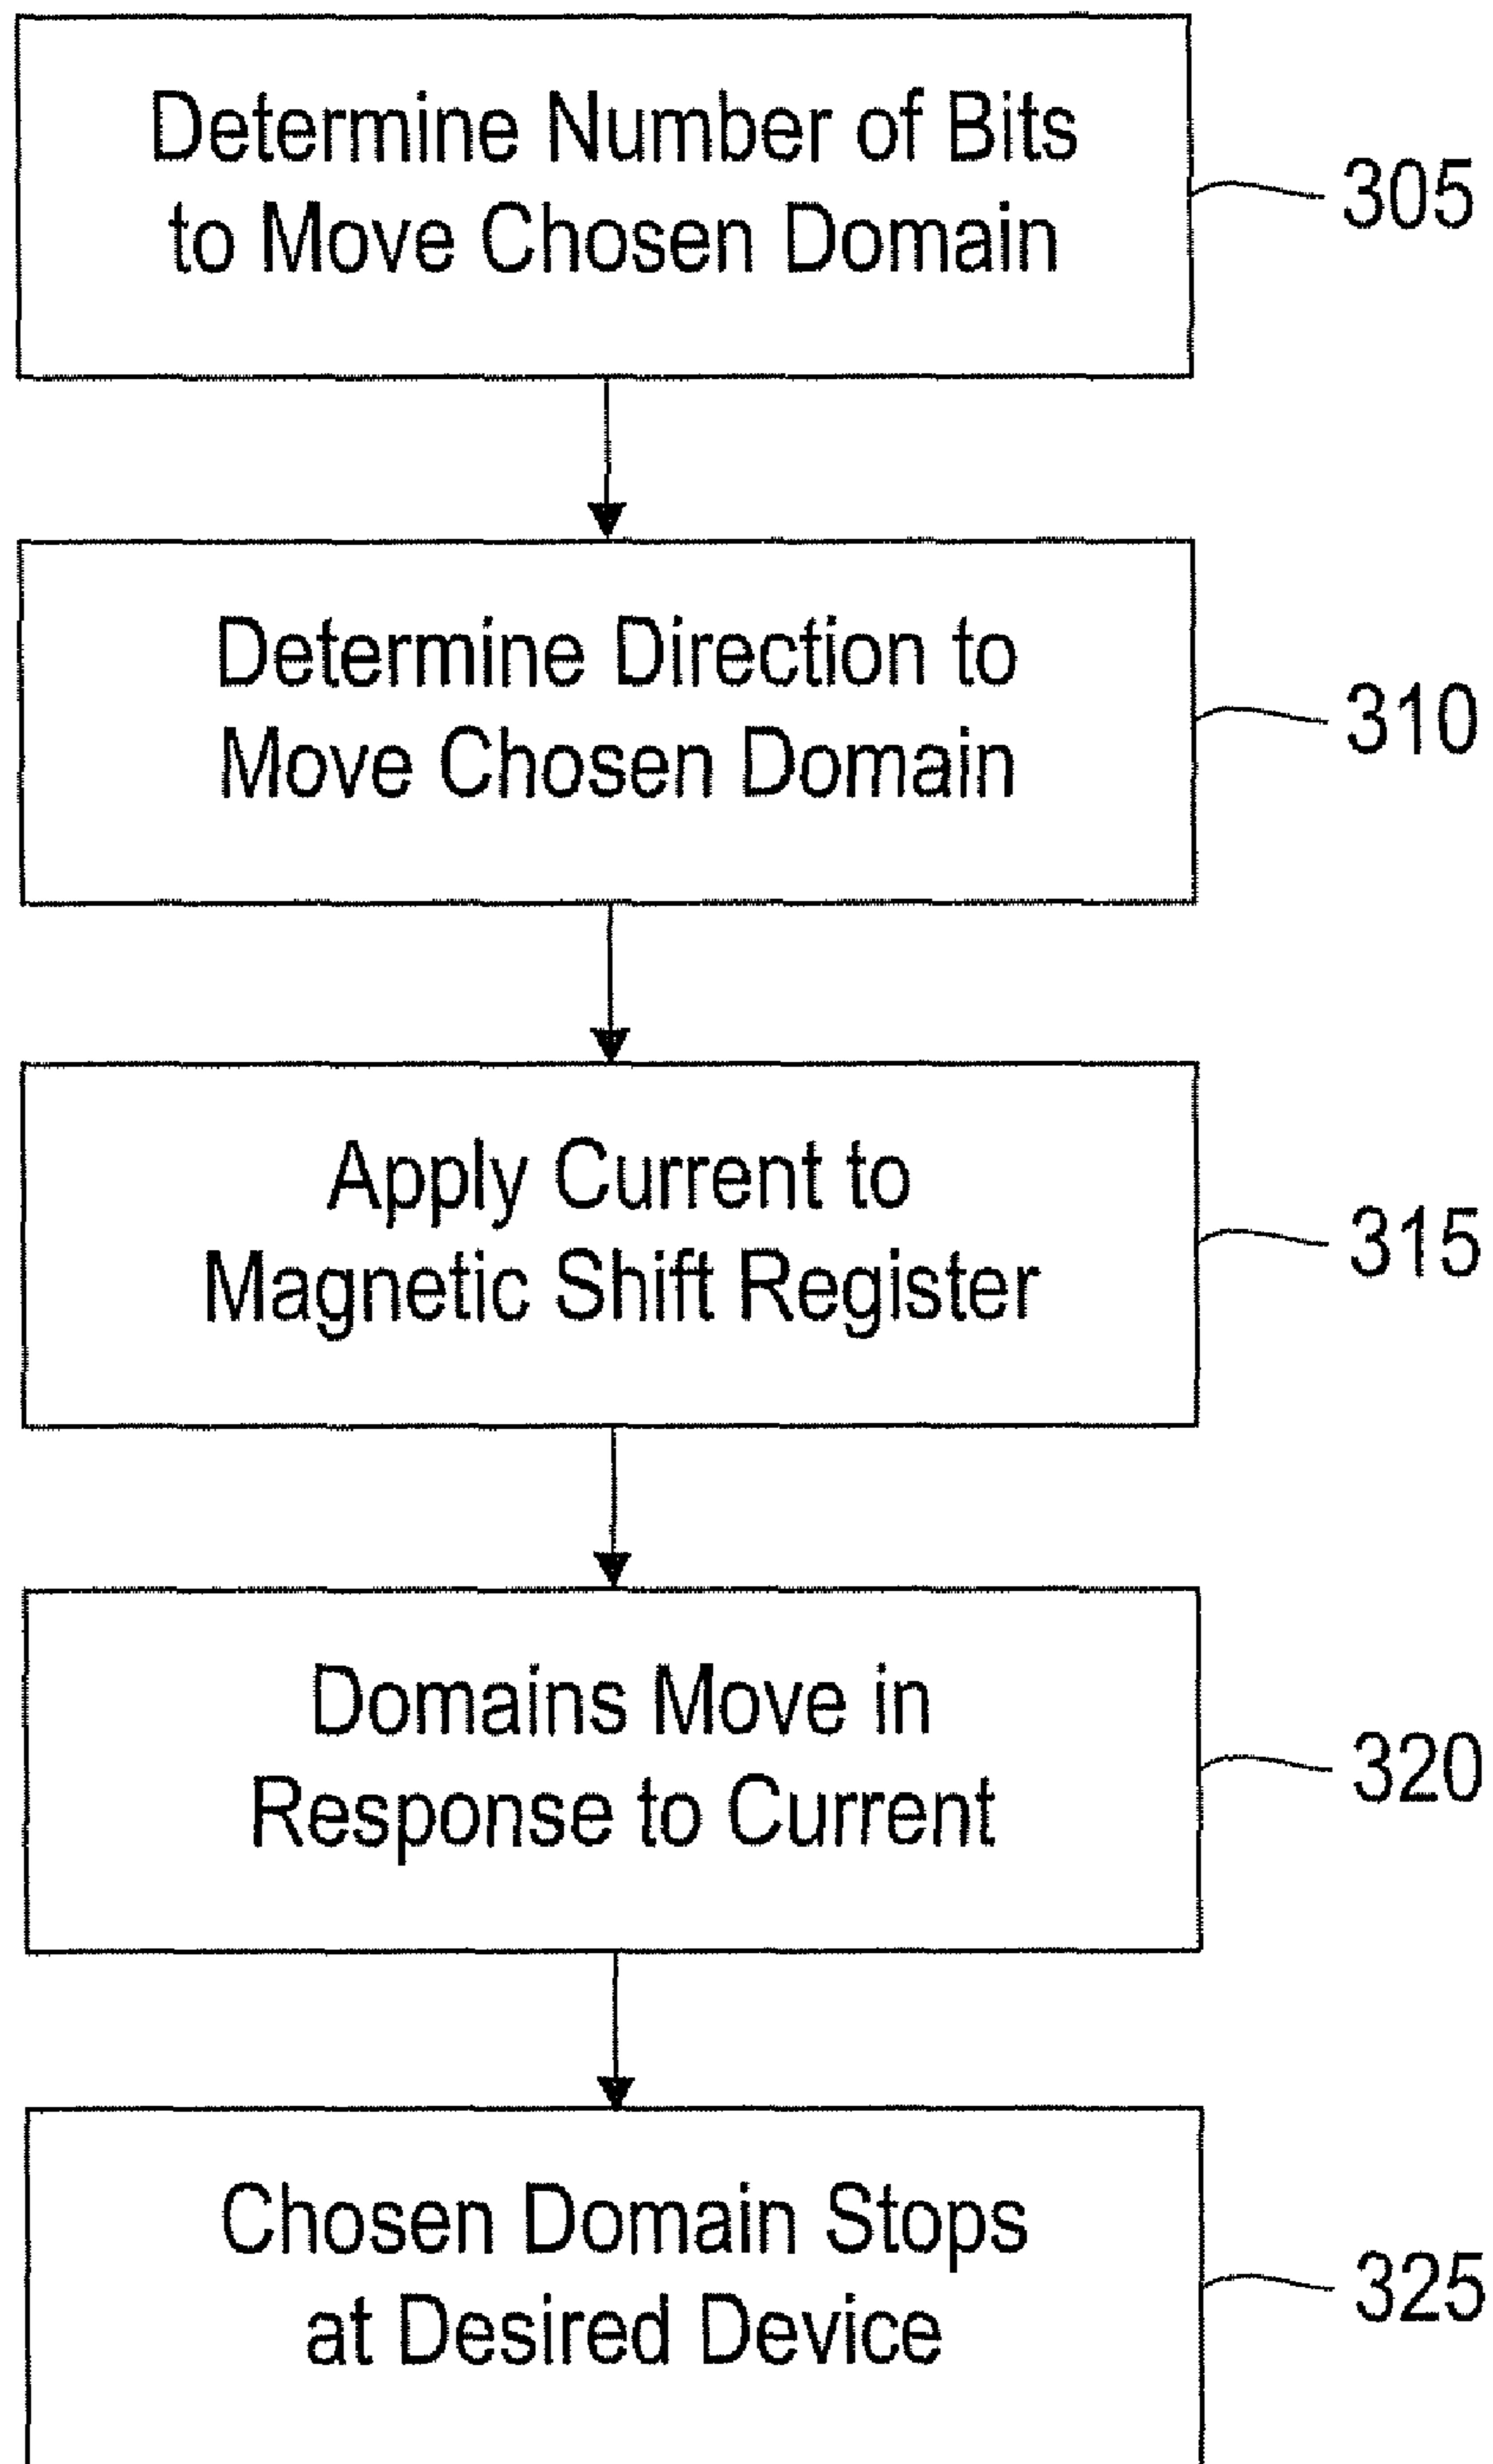 Determine Number of Bits
to Move Chosen Domain
305
Determine Direction to
Move Chosen Domain
310
Apply Current to
Magnetic Shift Register
315
Domains Move in
Response to Current
320
Chosen Domain Stops
at Desired Device
325